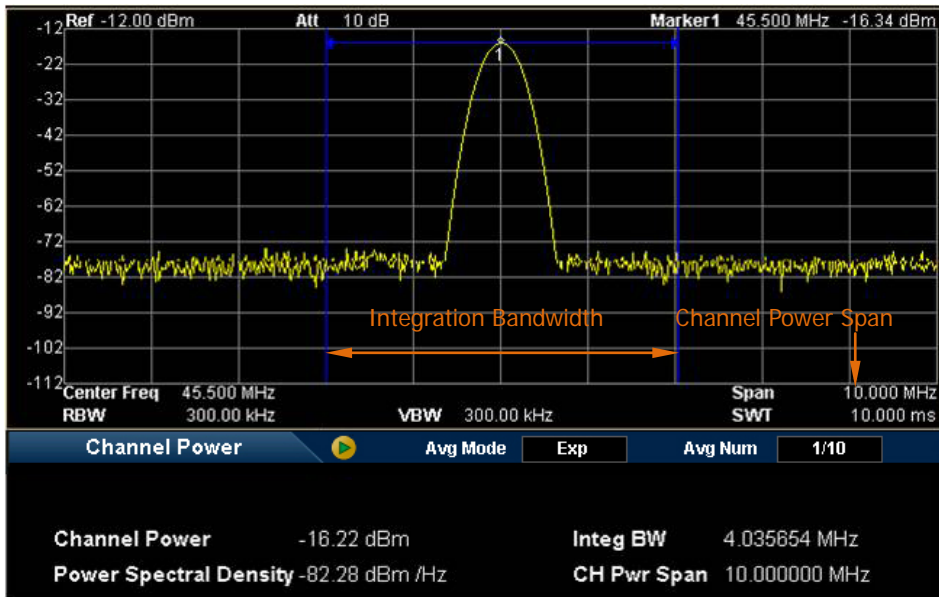 Ref -12.00 dBm Att 10 dB Marker1 45.500 MHz -16.34 dBm
-12
1
-22
-32
-42
-52
-62
-72
-82
-92
Integration Bandwidth Channel Power Span
-102
-112
Center Freq 45.500 MHz Span 10.000 MHz
RBW 300.00 kHz VBW 300.00 kHz SWT 10.000 ms
Channel Power Avg Mode Exp Avg Num 1/10
Channel Power -16.22 dBm Integ BW 4.035654 MHz
Power Spectral Density -82.28 dBm /Hz CH Pwr Span 10.000000 MHz